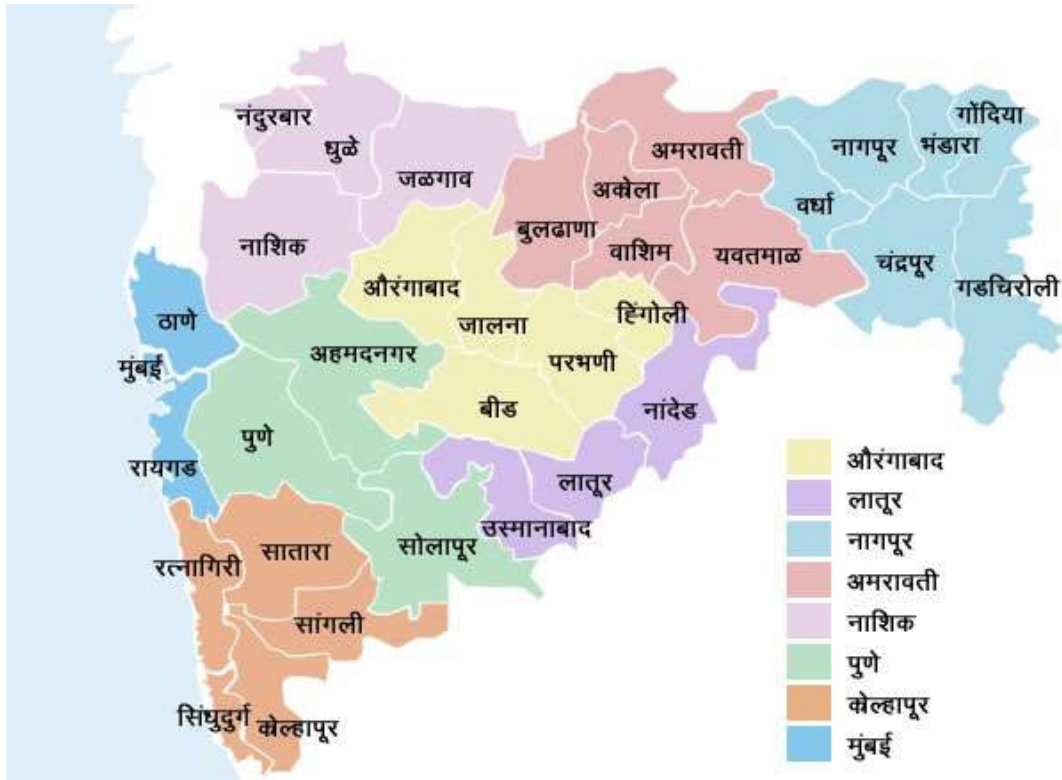 नंदुरबार
धुळे
जळगाव
नाशिक
अमरावती
अकोला
बुलढाणा
वाशिम
यवतमाळ
नागपूर
भंडारा
गोंदिया
वर्धा
चंद्रपूर
गडचिरोली
औरंगाबाद
जालना
हिंगोली
परभणी
बीड
ठाणे
मुंबई
रायगड
अहमदनगर
पुणे
सोलापूर
नांदेड
लातूर
उस्मानाबाद
रत्नागिरी
सातारा
सांगली
सिंधुदुर्ग
कोल्हापूर
औरंगाबाद
लातूर
नागपूर
अमरावती
नाशिक
पुणे
कोल्हापूर
मुंबई